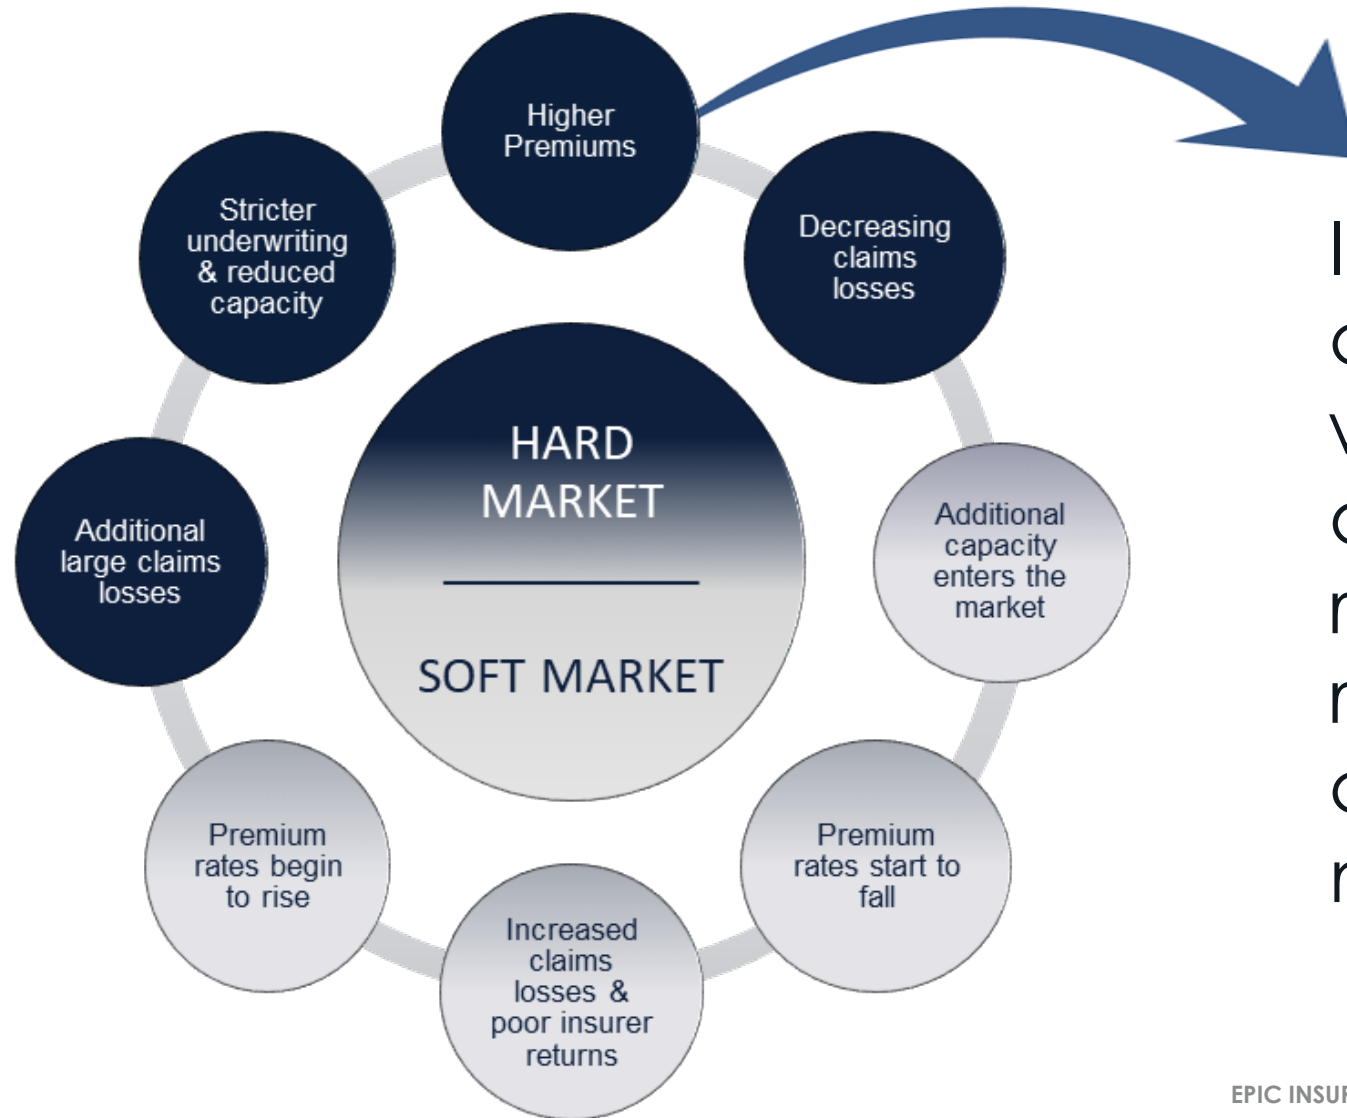 Higher
Premiums
Decreasing
claims
losses
Additional
capacity
enters the
market
Premium
rates start to
fall
Increased
claims
losses &
poor insurer
returns
Premium
rates begin
to rise
Additional
large claims
losses
Stricter
underwriting
& reduced
capacity
HARD
MARKET
SOFT MARKET
EPIC